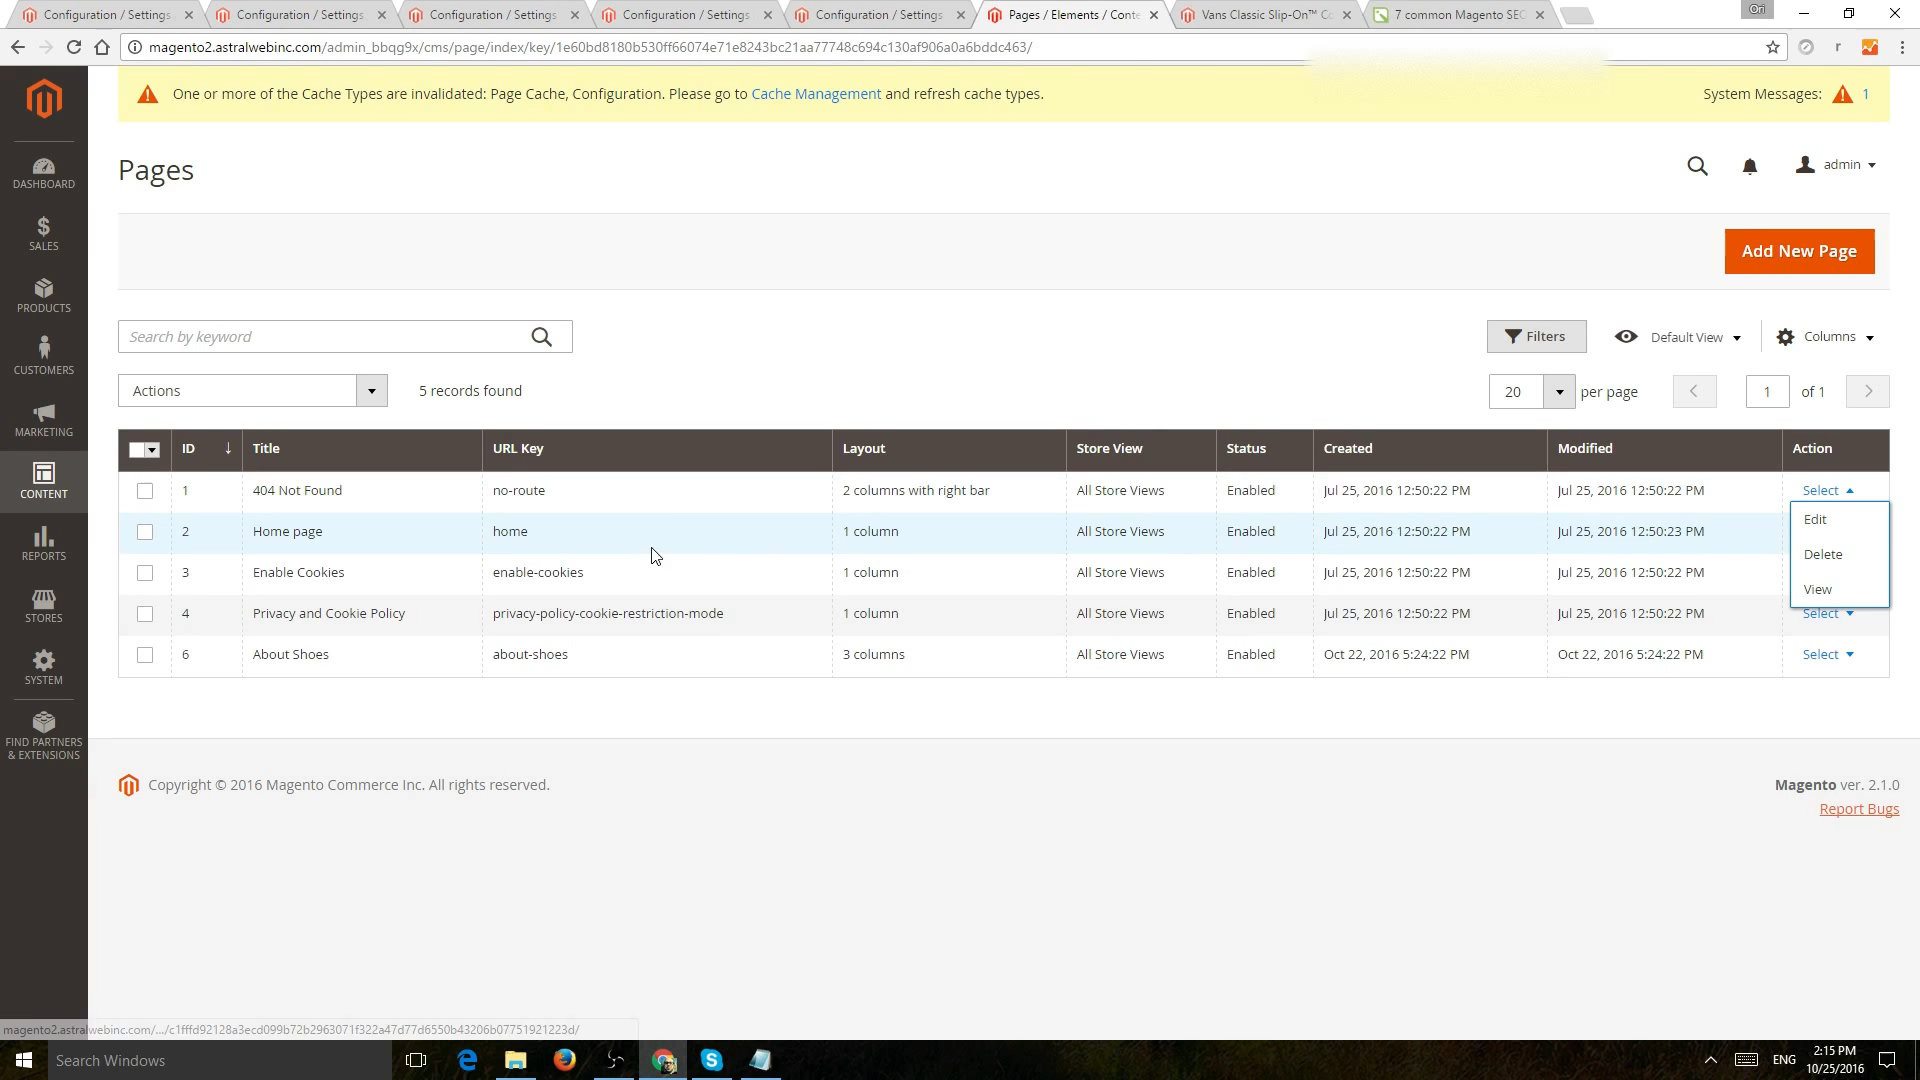 Configuration / Settings
Configuration / Settings
Configuration / Settings
Configuration / Settings
Configuration / Settings
Pages / Elements / Conte
Vans Classic Slip-On™ Co
7 common Magento SEO
Ori
magento2.astralwebinc.com/admin_bbqg9x/cms/page/index/key/1e60bd8180b530ff66074e71e8243bc21aa77748c694c130af906a0a6bddc463/
r
One or more of the Cache Types are invalidated: Page Cache, Configuration. Please go to Cache Management and refresh cache types.
System Messages: 1
Pages
admin
Add New Page
Search by keyword
Filters
Default View
Columns
Actions
5 records found
20 per page
1 of 1
ID Title URL Key Layout Store View Status Created Modified Action
1 404 Not Found no-route 2 columns with right bar All Store Views Enabled Jul 25, 2016 12:50:22 PM Jul 25, 2016 12:50:22 PM Select
2 Home page home 1 column All Store Views Enabled Jul 25, 2016 12:50:22 PM Jul 25, 2016 12:50:23 PM
3 Enable Cookies enable-cookies 1 column All Store Views Enabled Jul 25, 2016 12:50:22 PM Jul 25, 2016 12:50:22 PM
4 Privacy and Cookie Policy privacy-policy-cookie-restriction-mode 1 column All Store Views Enabled Jul 25, 2016 12:50:22 PM Jul 25, 2016 12:50:22 PM Select
6 About Shoes about-shoes 3 columns All Store Views Enabled Oct 22, 2016 5:24:22 PM Oct 22, 2016 5:24:22 PM Select
Edit
Delete
View
DASHBOARD
SALES
PRODUCTS
CUSTOMERS
MARKETING
CONTENT
REPORTS
STORES
SYSTEM
FIND PARTNERS
& EXTENSIONS
Copyright © 2016 Magento Commerce Inc. All rights reserved.
Magento ver. 2.1.0
Report Bugs
magento2.astralwebinc.com/.../c1fffd92128a3ecd099b72b2963071f322a47d77d6550b43206b07751921223d/
Search Windows
ENG
2:15 PM
10/25/2016